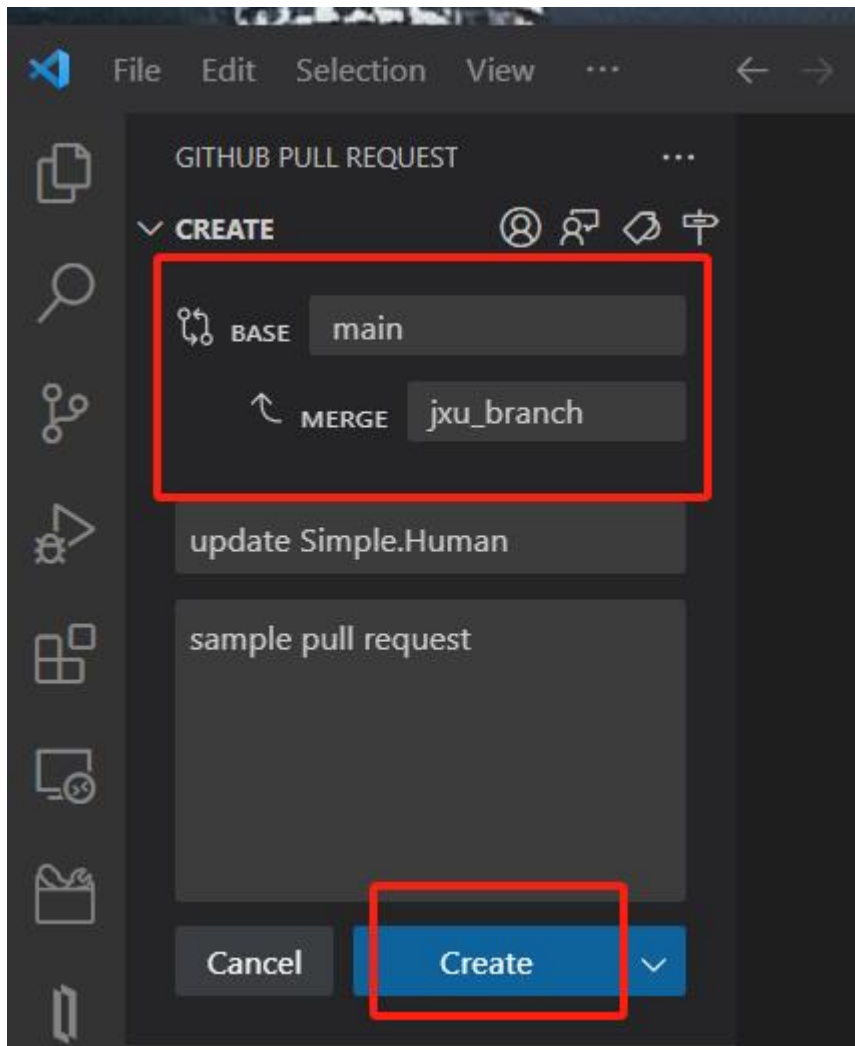 File Edit Selection View ...
GITHUB PULL REQUEST ...
CREATE
BASE main
MERGE jxu_branch
update Simple.Human
sample pull request
Cancel Create